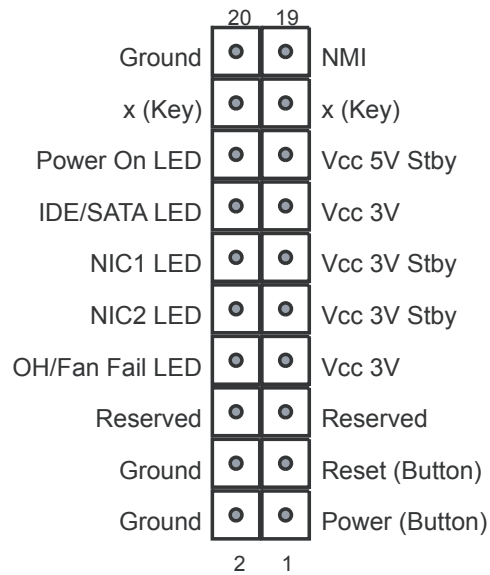 20 19
Ground NMI
x (Key) x (Key)
Power On LED Vcc 5V Stby
IDE/SATA LED Vcc 3V
NIC1 LED Vcc 3V Stby
NIC2 LED Vcc 3V Stby
OH/Fan Fail LED Vcc 3V
Reserved Reserved
Ground Reset (Button)
Ground Power (Button)
2 1